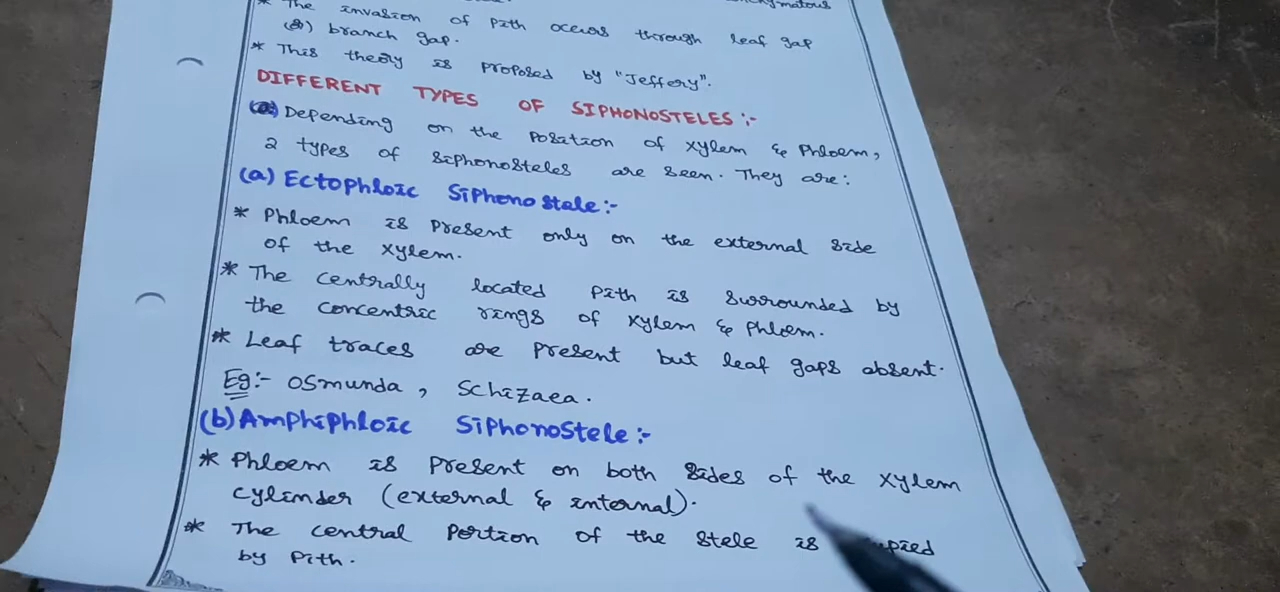 * The invasion of pith occurs through leaf gap
(or) branch gap.
* This theory is proposed by "Jeffery".
DIFFERENT TYPES OF SIPHONOSTELES :-
Depending on the position of xylem & Phloem,
2 types of siphonosteles are seen. They are:
(a) Ectophloic Siphonostele:-
* Phloem is present only on the external side
of the xylem.
* The centrally located pith is surrounded by
the concentric rings of xylem & phloem.
* Leaf traces are present but leaf gaps absent.
Eg:- Osmunda, Schizaea.
(b) Amphiphloic Siphonostele:-
* Phloem is present on both sides of the xylem
cylinder (external & internal).
* The central portion of the stele is
by pith.